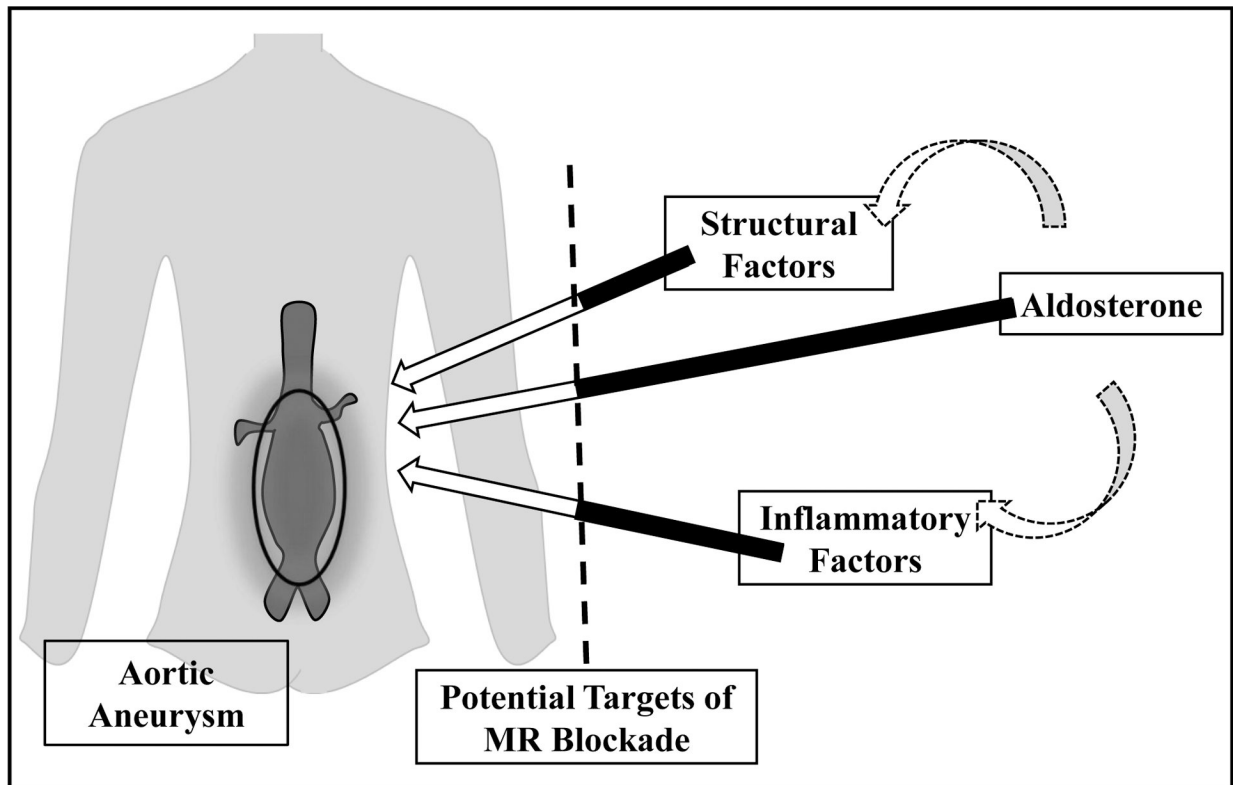 Structural
Factors
Aldosterone
Inflammatory
Factors
Aortic
Aneurysm
Potential Targets of
MR Blockade